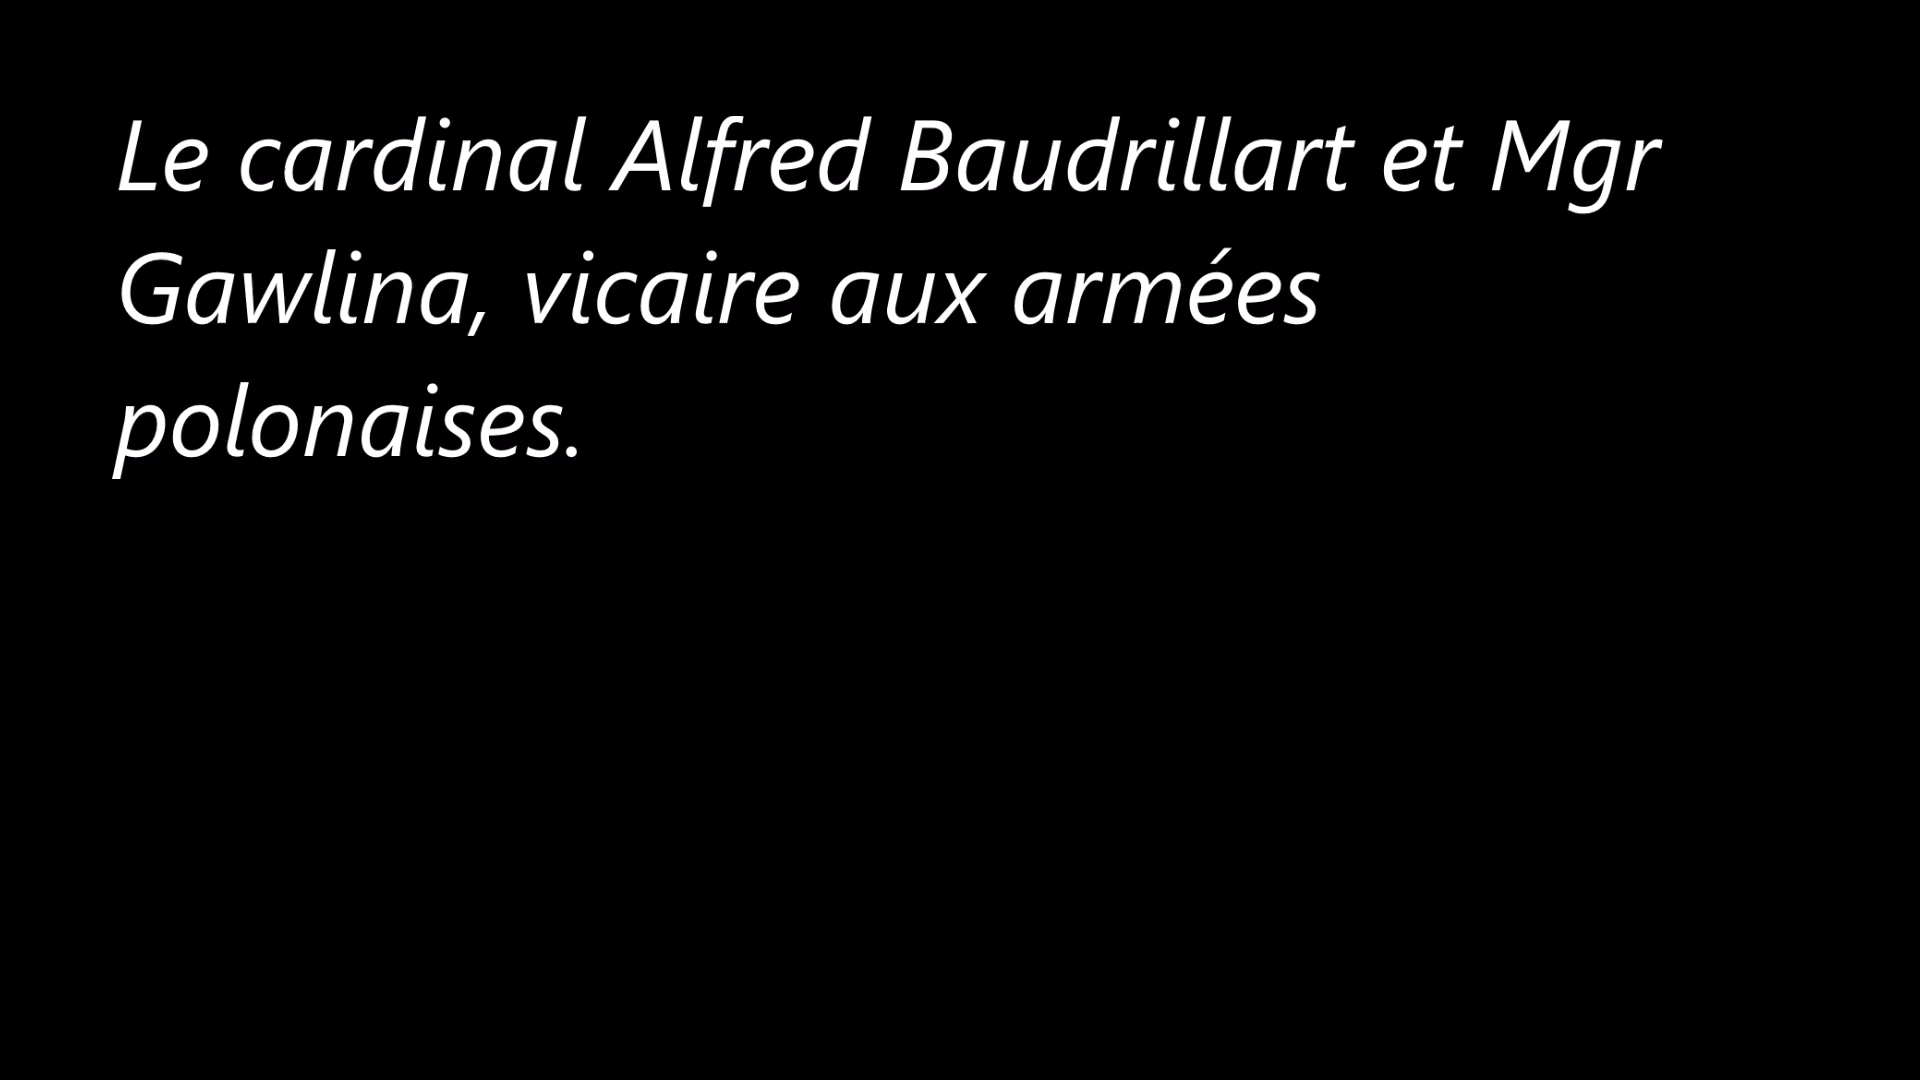 Le cardinal Alfred Baudrillart et Mgr
Gawlina, vicaire aux armées
polonaises.